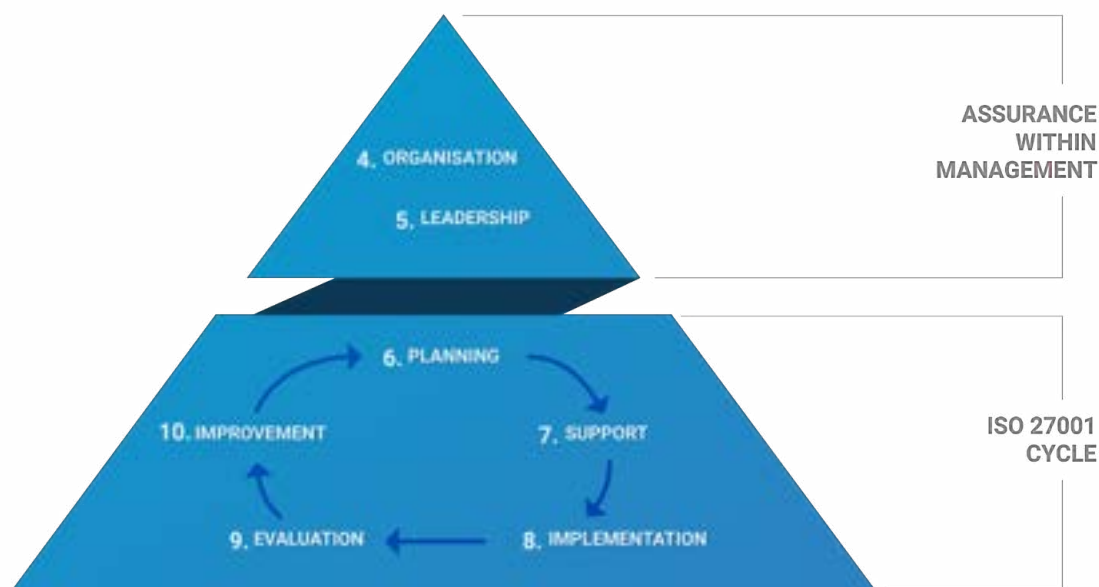 4. ORGANISATION
5. LEADERSHIP
ASSURANCE
WITHIN
MANAGEMENT
6. PLANNING
10. IMPROVEMENT
7. SUPPORT
9. EVALUATION
8. IMPLEMENTATION
ISO 27001
CYCLE